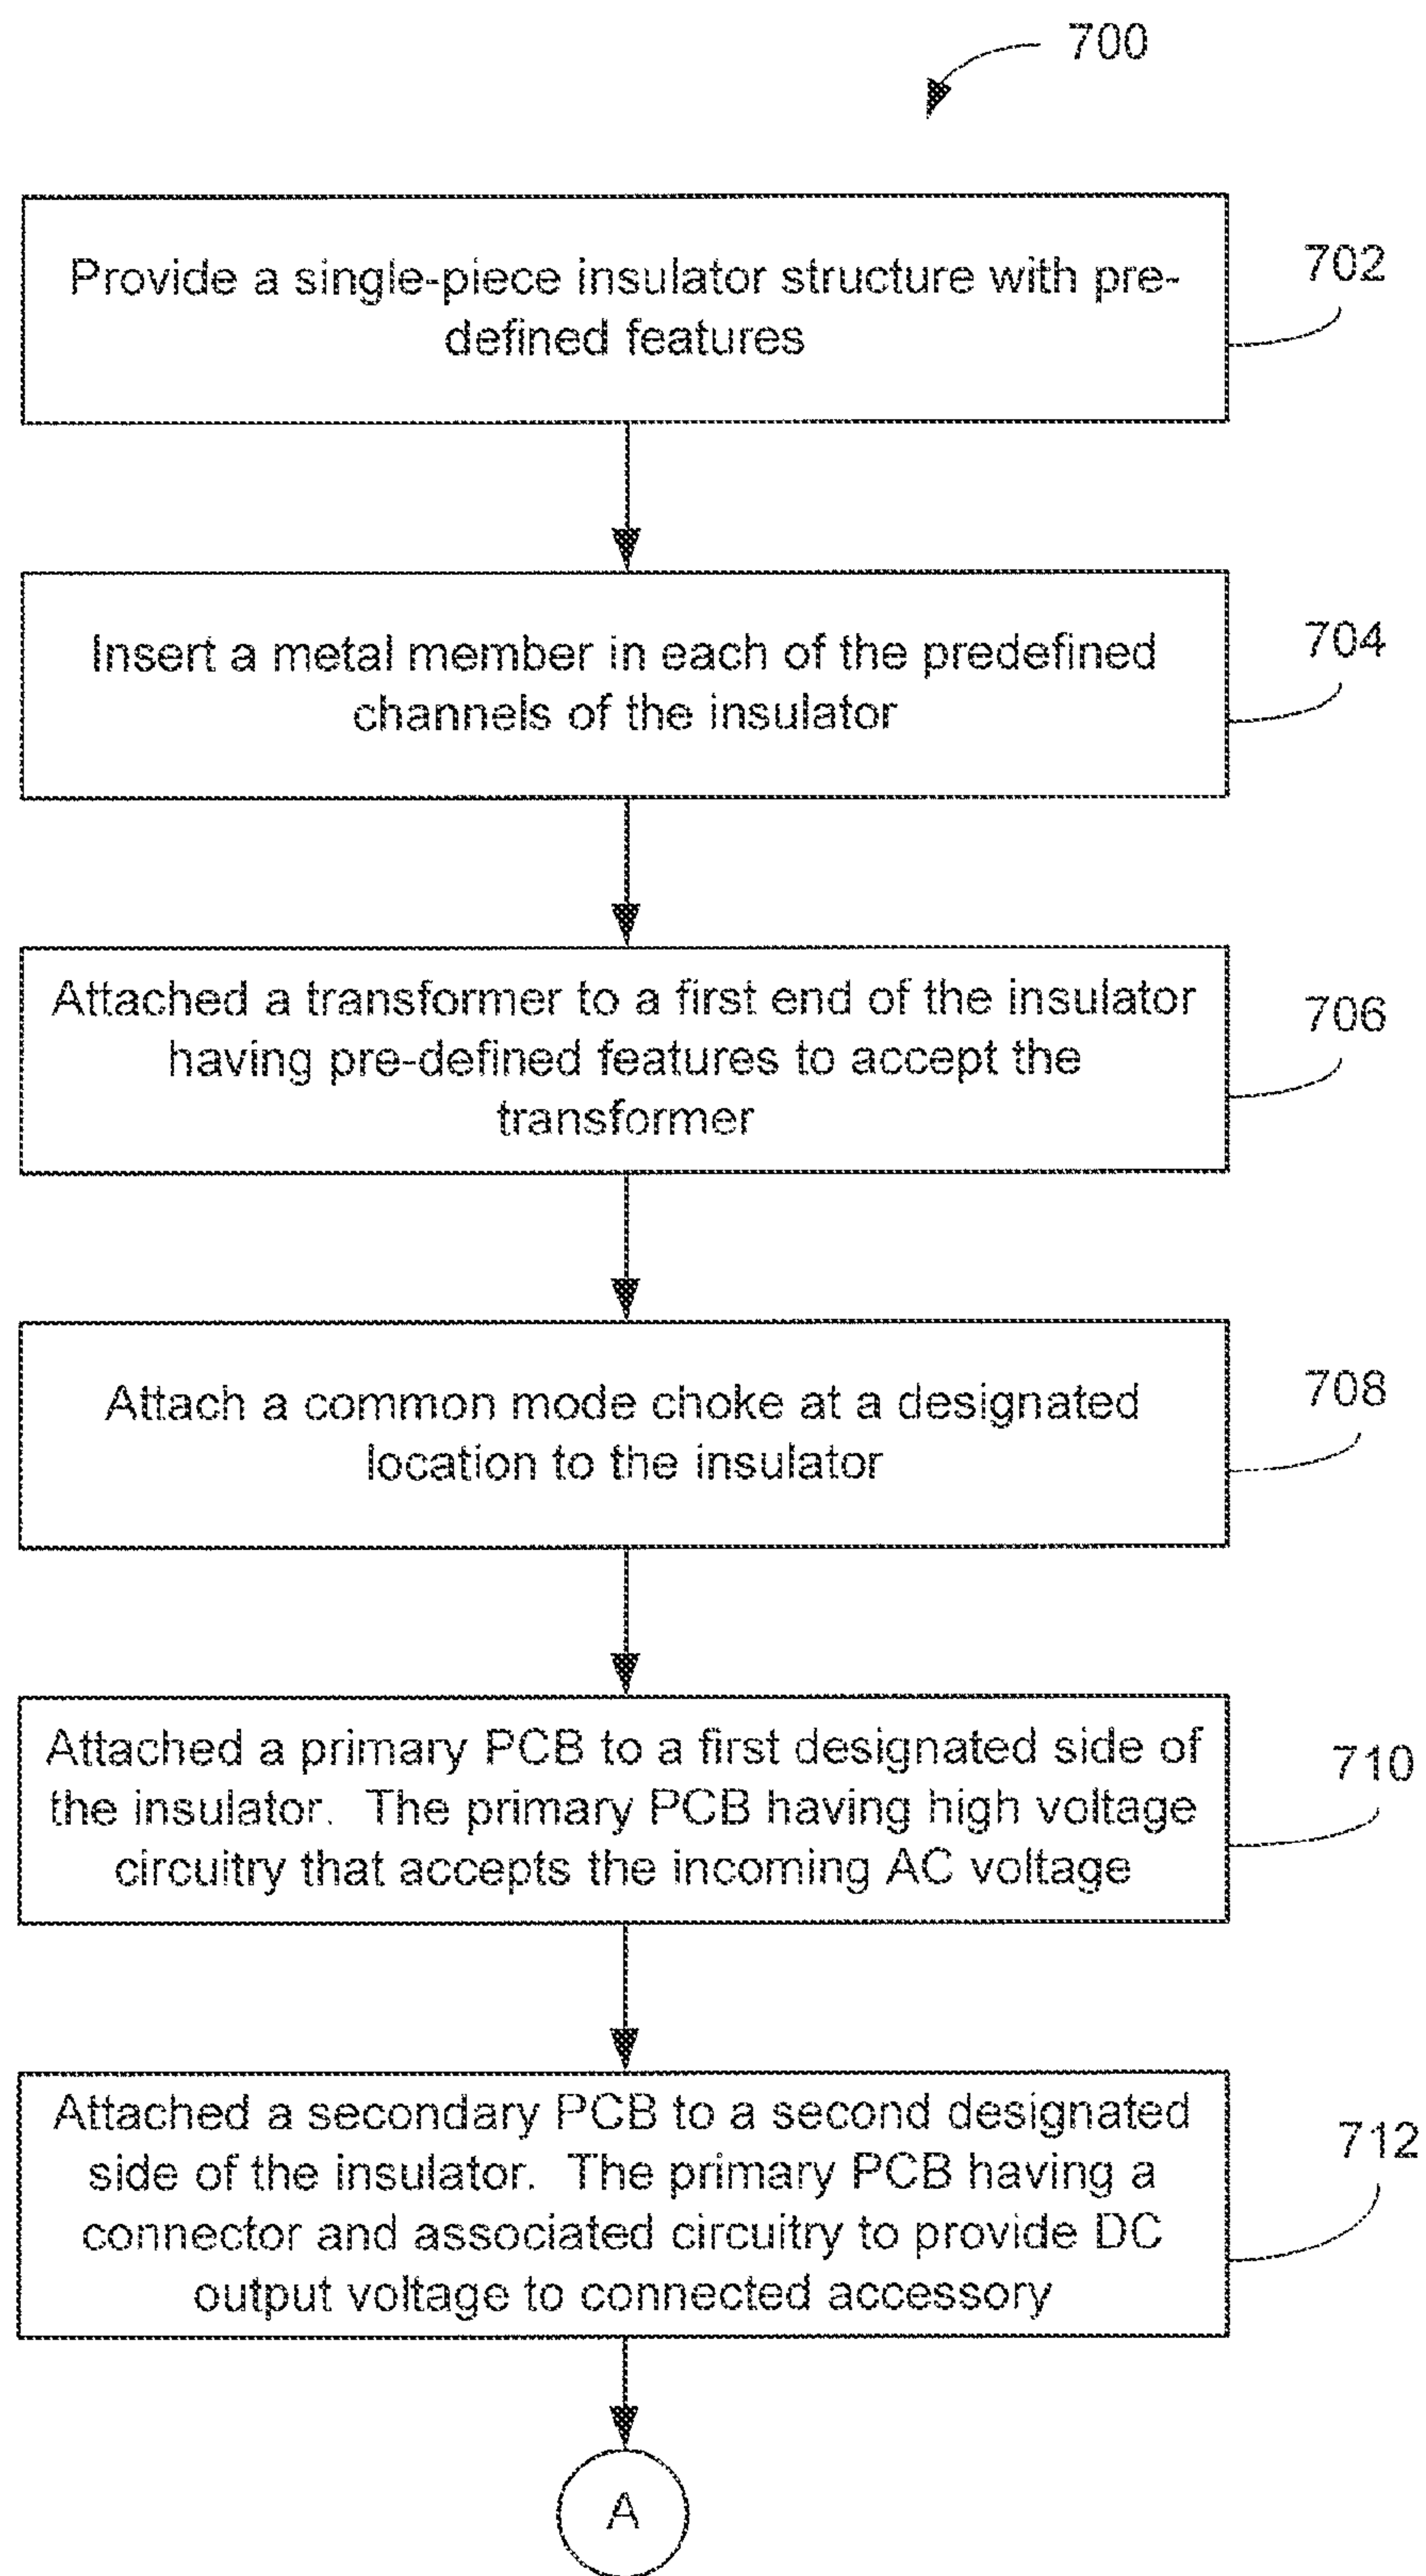 700
Provide a single-piece insulator structure with pre-
defined features
702
Insert a metal member in each of the predefined
channels of the insulator
704
Attached a transformer to a first end of the insulator
having pre-defined features to accept the
transformer
706
Attach a common mode choke at a designated
location to the insulator
708
Attached a primary PCB to a first designated side of
the insulator.  The primary PCB having high voltage
circuitry that accepts the incoming AC voltage
710
Attached a secondary PCB to a second designated
side of the insulator.  The primary PCB having a
connector and associated circuitry to provide DC
output voltage to connected accessory
712
A